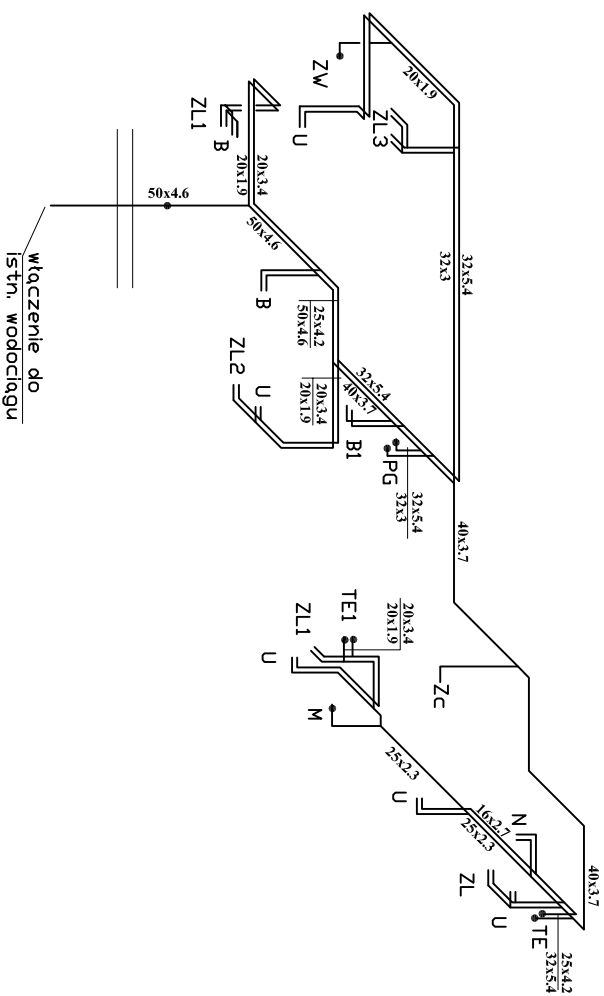 ZW
20x1.9
ZL3
U
ZL1
B
20x3.4
20x1.9
50x4.6
50x4.6
32x5.4
32x3
B
25x4.2
50x4.6
włączenie do
istn. wodociągu
ZL2
U
20x3.4
20x1.9
32x5.4
40x3.7
B1
PG
32x5.4
32x3
40x3.7
TE1
20x3.4
20x1.9
ZL1
U
M
Zc
25x2.3
U
16x2.7
25x2.3
N
ZL
U
TE
40x3.7
25x4.2
32x5.4